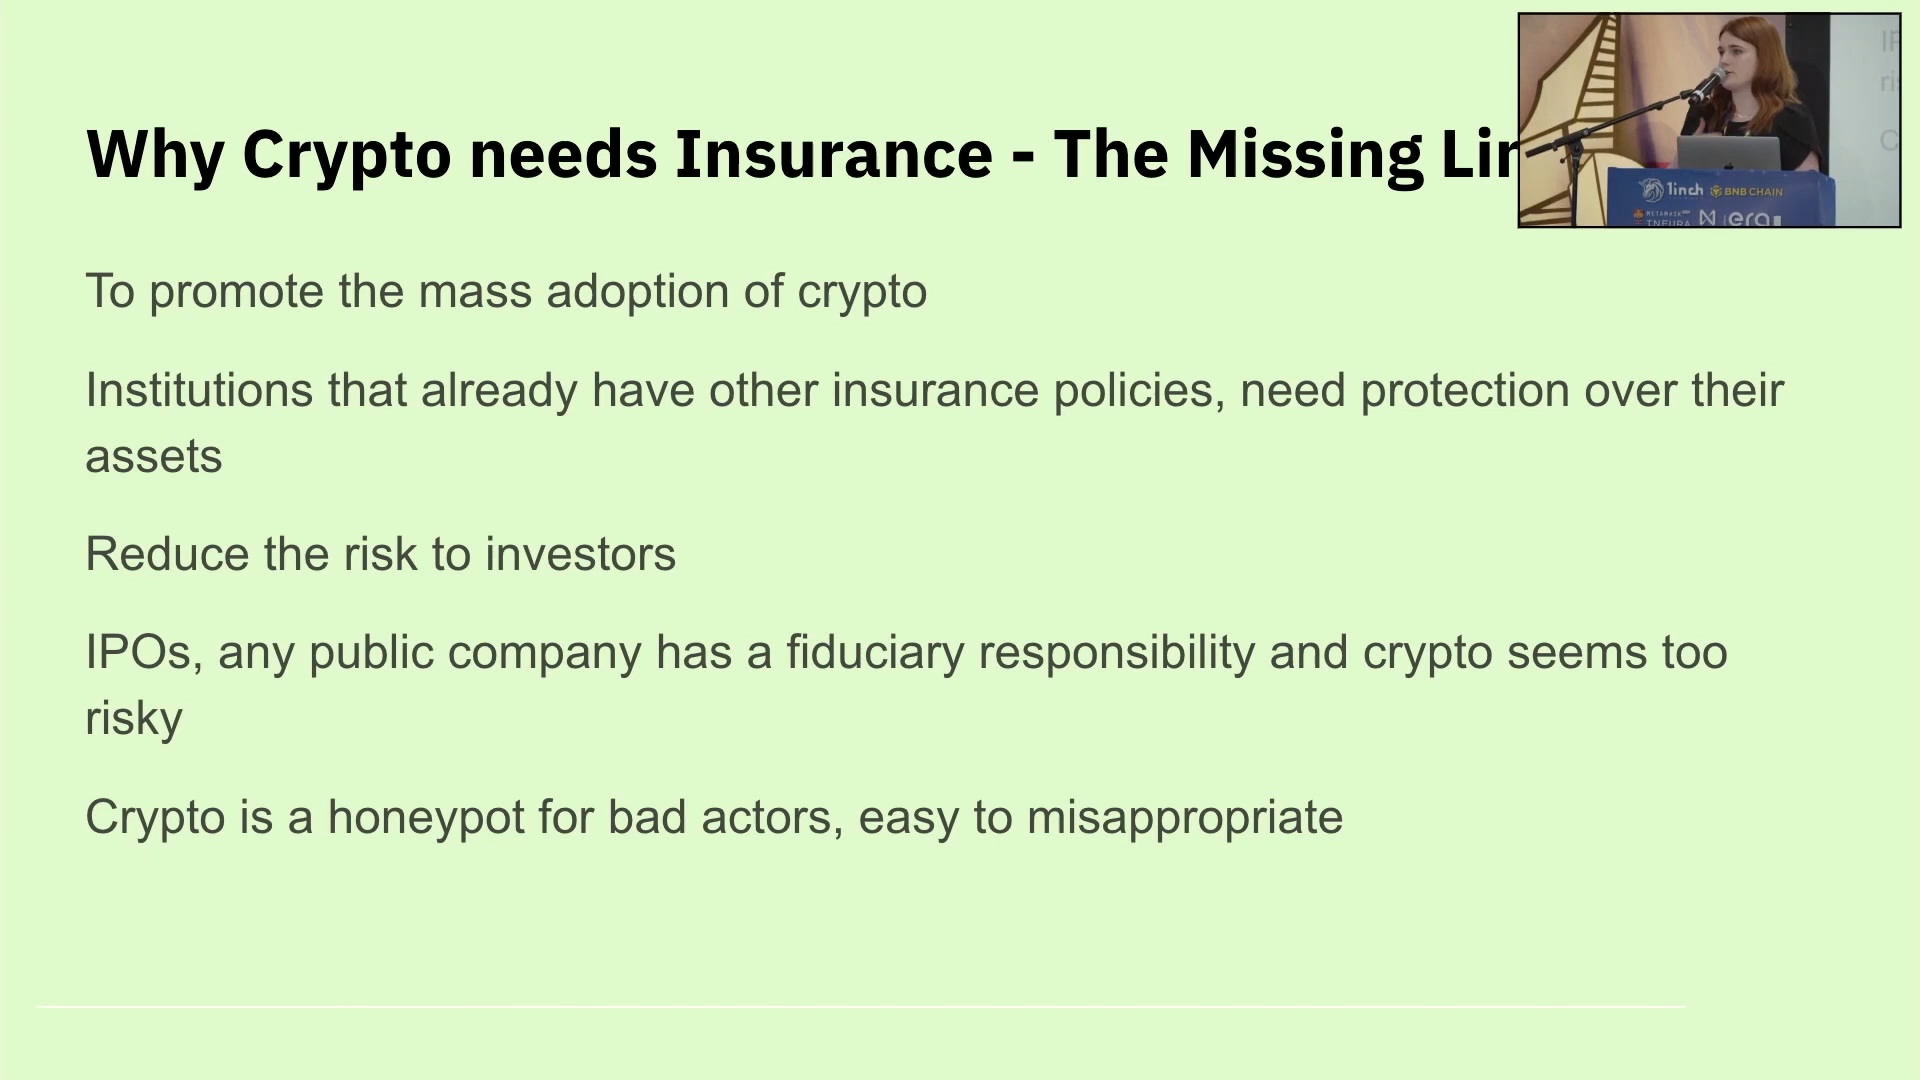 Why Crypto needs Insurance - The Missing
To promote the mass adoption of crypto
Institutions that already have other insurance policies, need protection over their
assets
Reduce the risk to investors
IPOs, any public company has a fiduciary responsibility and crypto seems too
risky
Crypto is a honeypot for bad actors, easy to misappropriate
1inch BNB CHAIN
METAMASK
INFURA